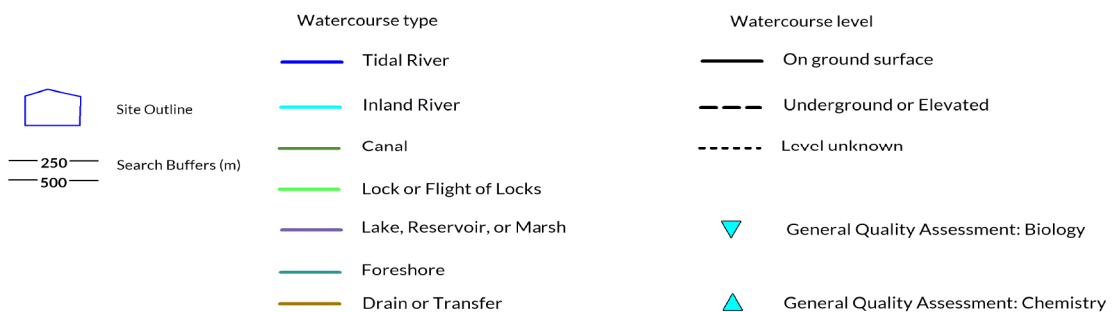 Watercourse type
Watercourse level
Tidal River
On ground surface
Site Outline
Inland River
Underground or Elevated
250
Search Buffers (m)
500
Canal
Level unknown
Lock or Flight of Locks
Lake, Reservoir, or Marsh
General Quality Assessment: Biology
Foreshore
Drain or Transfer
General Quality Assessment: Chemistry